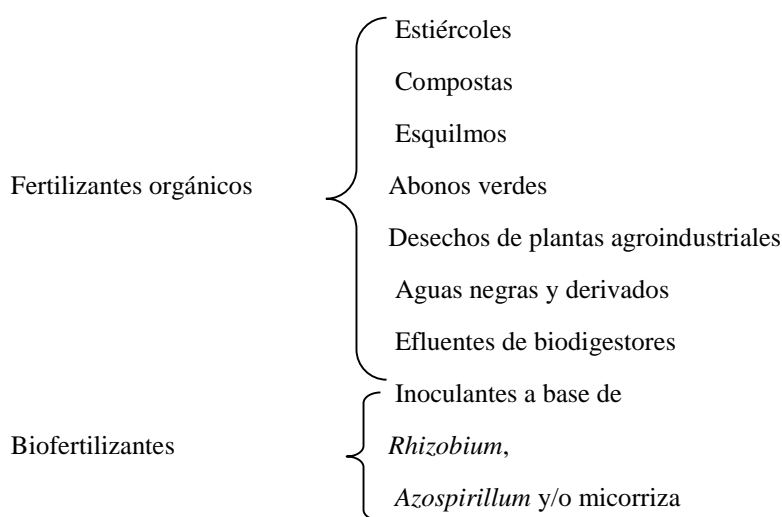 Estiércoles
Compostas
Esquilmos
Fertilizantes orgánicos
Abonos verdes
Desechos de plantas agroindustriales
Aguas negras y derivados
Efluentes de biodigestores
Inoculantes a base de
Biofertilizantes
Rhizobium,
Azospirillum y/o micorriza